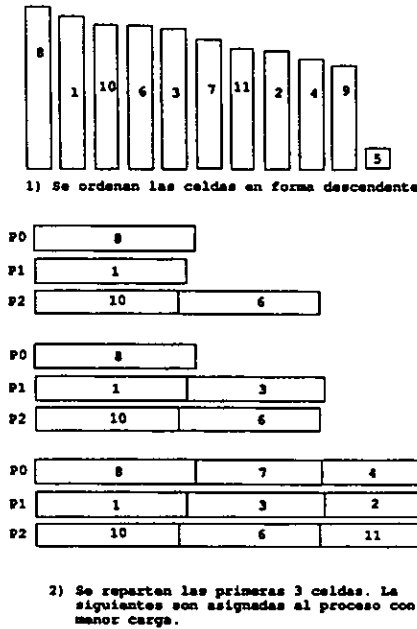 8 1 10 6 3 7 11 2 4 9 5
1) Se ordenan las celdas en forma descendente
P0 8
P1 1
P2 10 6
P0 8
P1 1 3
P2 10 6
P0 8 7 4
P1 1 3 2
P2 10 6 11
2) Se reparten las primeras 3 celdas. La
siguientes son asignadas al proceso con
menor carga.